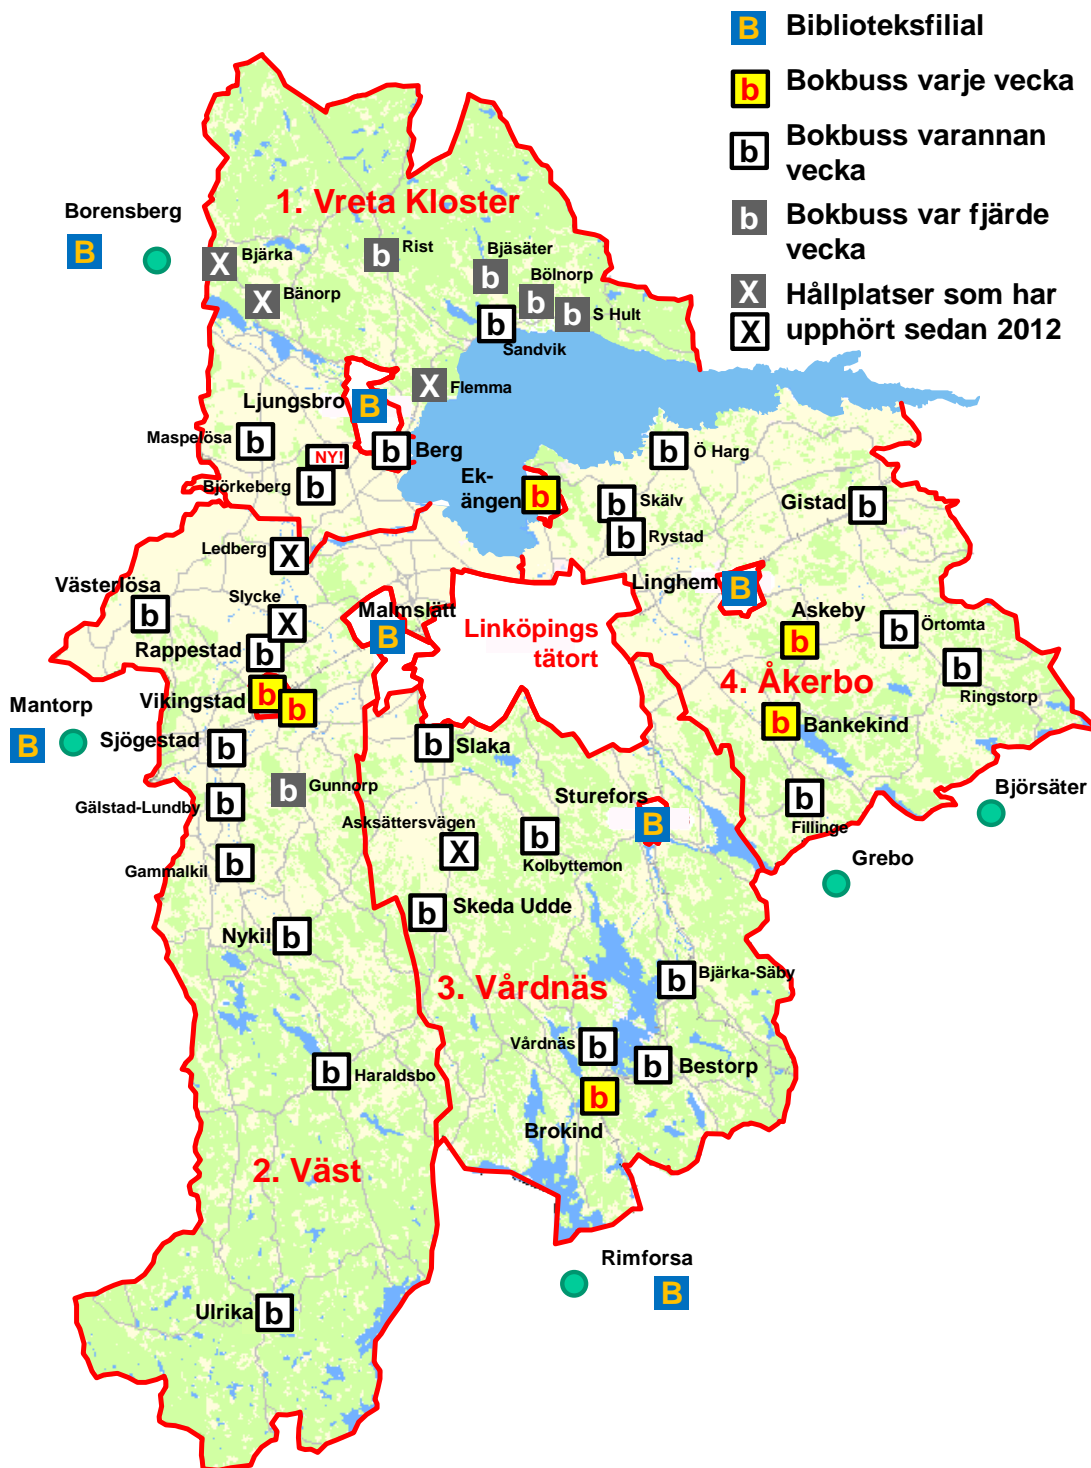 B Biblioteksfilial
b Bokbuss varje vecka
b Bokbuss varannan
vecka
b Bokbuss var fjärde
vecka
X Hållplatser som har
X upphört sedan 2012
1. Vreta Kloster
Borensberg
B
X Bjärka
b Rist
Bjäsäter
b
X Bänorp
Bölnorp
b
b S Hult
b
Sandvik
X Flemma
Ljungsbro B
Maspelösa b
b Berg
NY!
Björkeberg b
Ek-
ängen b
b Ö Harg
b Skälv
b Rystad
Gistad b
Ledberg X
Västerlösa
b
Slycke
X
Malmslätt
B
Linköpings
tätort
Linghem B
Askeby
b
b Örtomta
Rappestad b
4. Åkerbo
b
Ringstorp
Vikingstad b
b
Mantorp
B
Sjögestad b
b Slaka
b Bankekind
Gälstad-Lundby b
b Gunnorp
Sturefors
B
b
Fillinge
Björsäter
Asksättersvägen
X
b
Kolbyttemon
Gammalkil b
Grebo
b Skeda Udde
Nykil b
3. Vårdnäs
b Bjärka-Säby
Vårdnäs b
b Bestorp
b Haraldsbo
b
Brokind
2. Väst
Rimforsa
B
Ulrika b